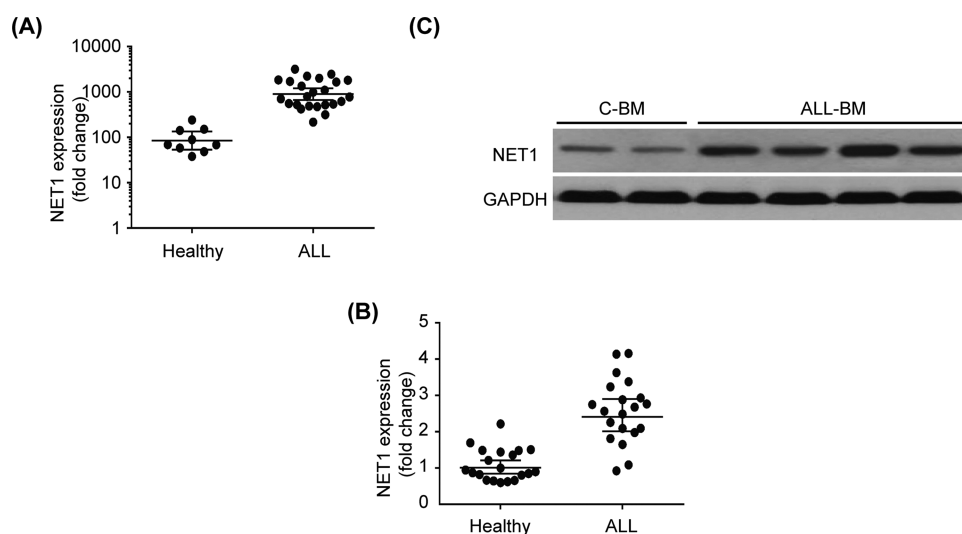 (A)
NET1 expression
(fold change)
10000
1000
100
10
1
Healthy ALL
(C)
C-BM ALL-BM
NET1
GAPDH
(B)
NET1 expression
(fold change)
5
4
3
2
1
0
Healthy ALL